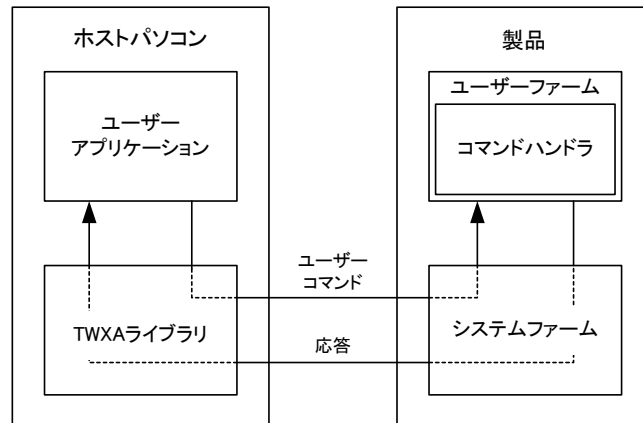 ホストパソコン
ユーザー
アプリケーション
TWXAライブラリ
ユーザー
コマンド
応答
製品
ユーザーファーム
コマンドハンドラ
システムファーム